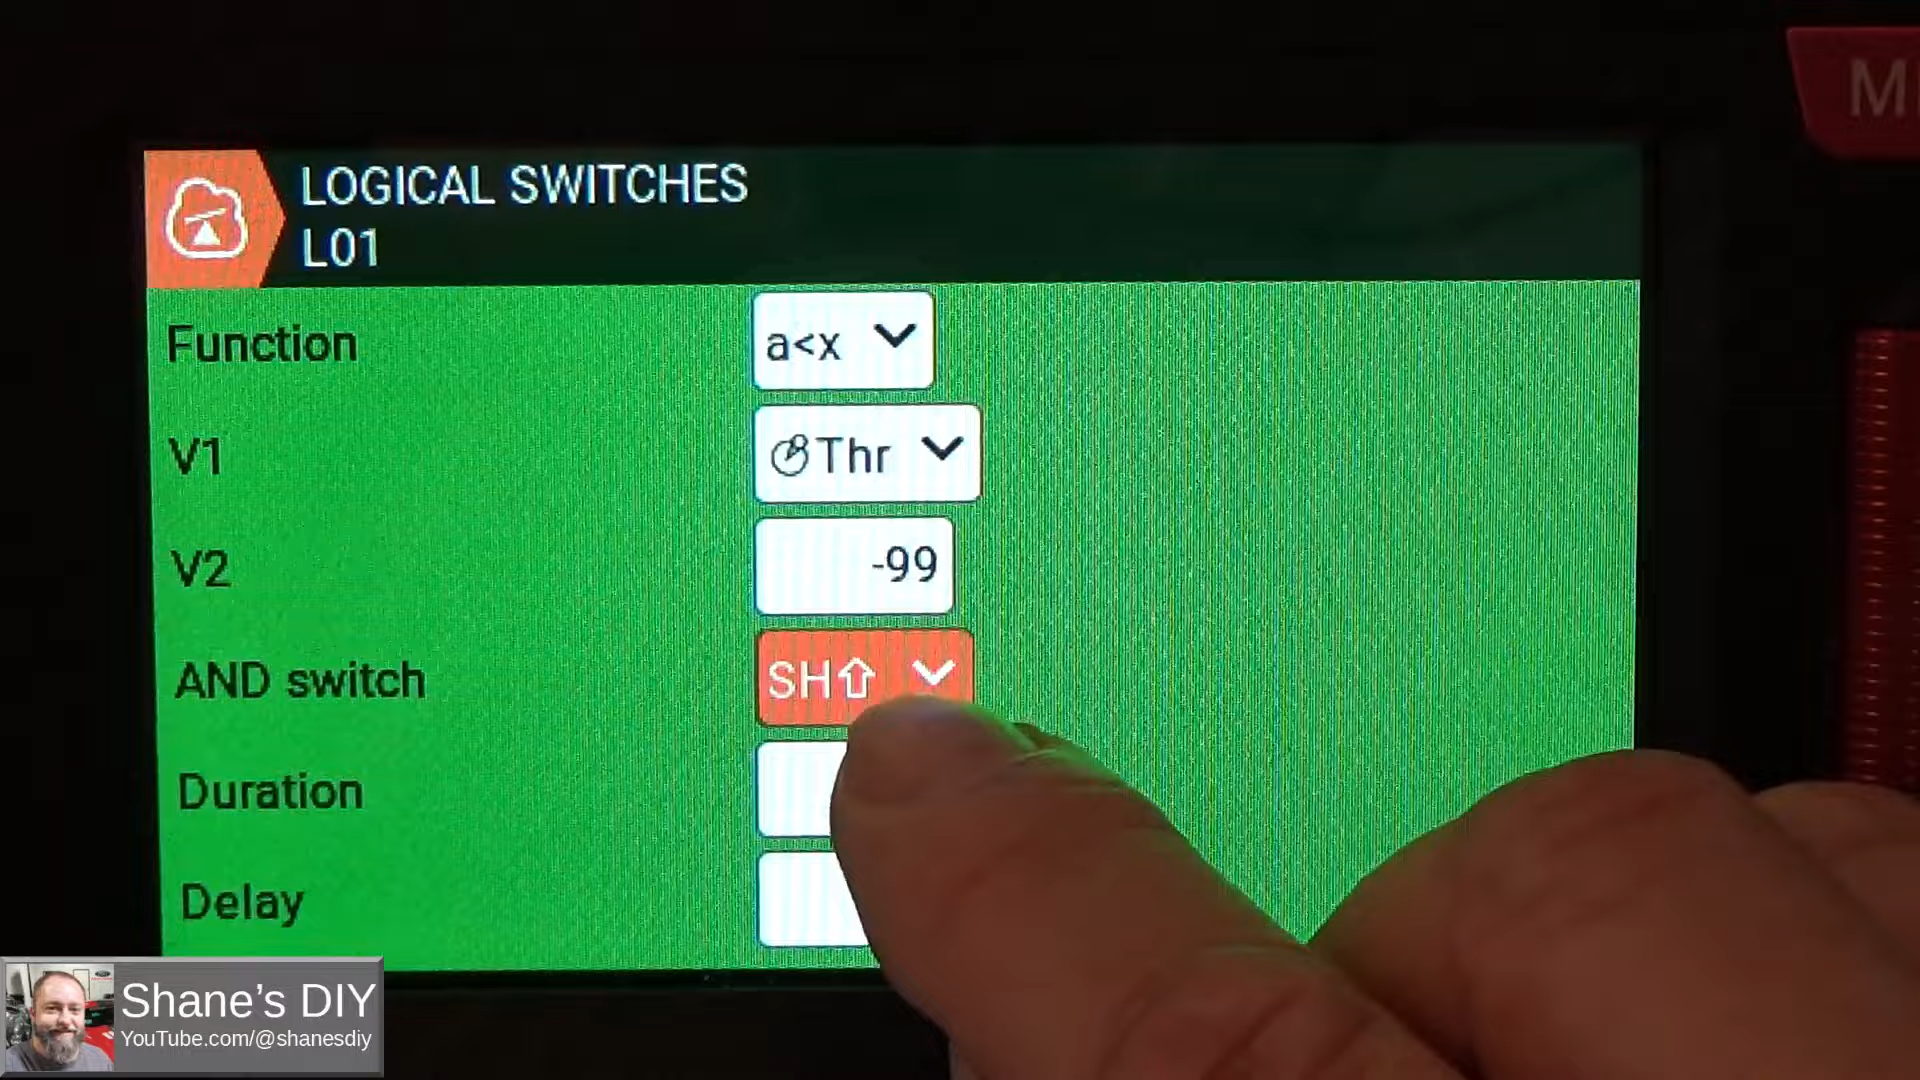 M
LOGICAL SWITCHES
L01
Function
a<x
V1
Thr
V2
-99
AND switch
SH⇧
Duration
Delay
Shane's DIY
YouTube.com/@shanesdiy